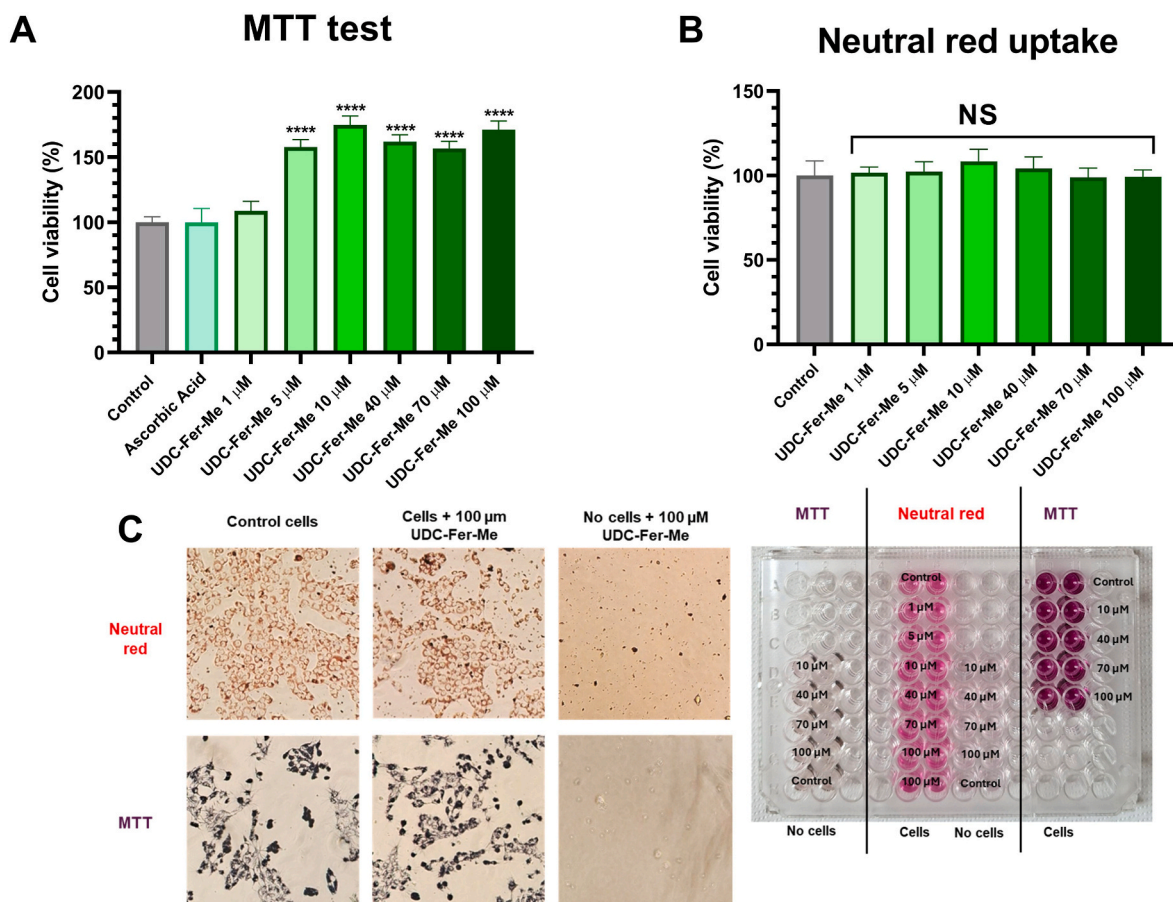 A
MTT test
Cell viability (%)
200
150
100
50
0
****
****
****
****
****
Control
Ascorbic Acid
UDC-Fer-Me 1 μM
UDC-Fer-Me 5 μM
UDC-Fer-Me 10 μM
UDC-Fer-Me 40 μM
UDC-Fer-Me 70 μM
UDC-Fer-Me 100 μM
B
Neutral red uptake
Cell viability (%)
150
100
50
0
NS
Control
UDC-Fer-Me 1 μM
UDC-Fer-Me 5 μM
UDC-Fer-Me 10 μM
UDC-Fer-Me 40 μM
UDC-Fer-Me 70 μM
UDC-Fer-Me 100 μM
C
Control cells
Cells + 100 μm
UDC-Fer-Me
No cells + 100 μM
UDC-Fer-Me
Neutral
red
MTT
MTT
Neutral red
MTT
10 μM
40 μM
70 μM
100 μM
Control
Control
1 μM
5 μM
10 μM
40 μM
70 μM
100 μM
100 μM
10 μM
40 μM
70 μM
100 μM
Control
Control
10 μM
40 μM
70 μM
100 μM
No cells
Cells
No cells
Cells